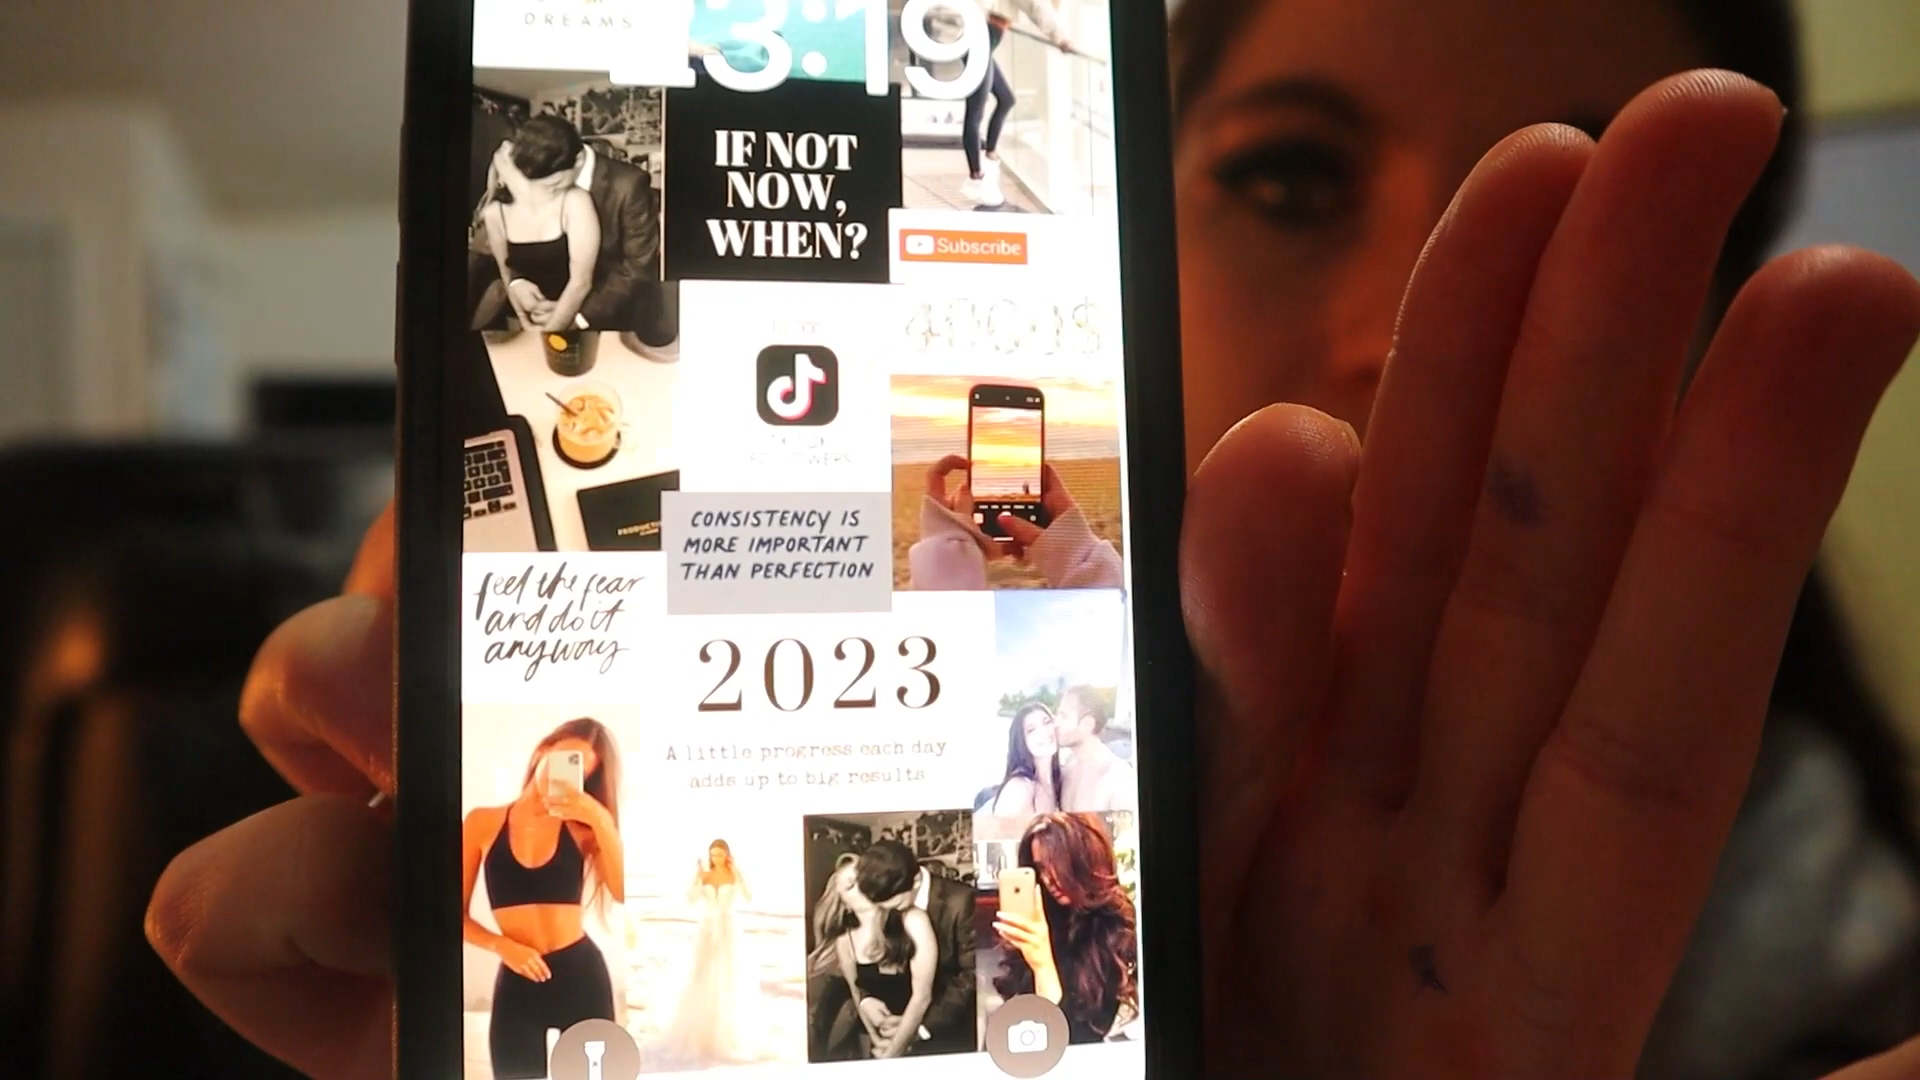 DREAMS
23:19
IF NOT
NOW,
WHEN?
Subscribe
CONSISTENCY IS
MORE IMPORTANT
THAN PERFECTION
feel the fear
and do it
anyway
2023
A little progress each day
adds up to big results